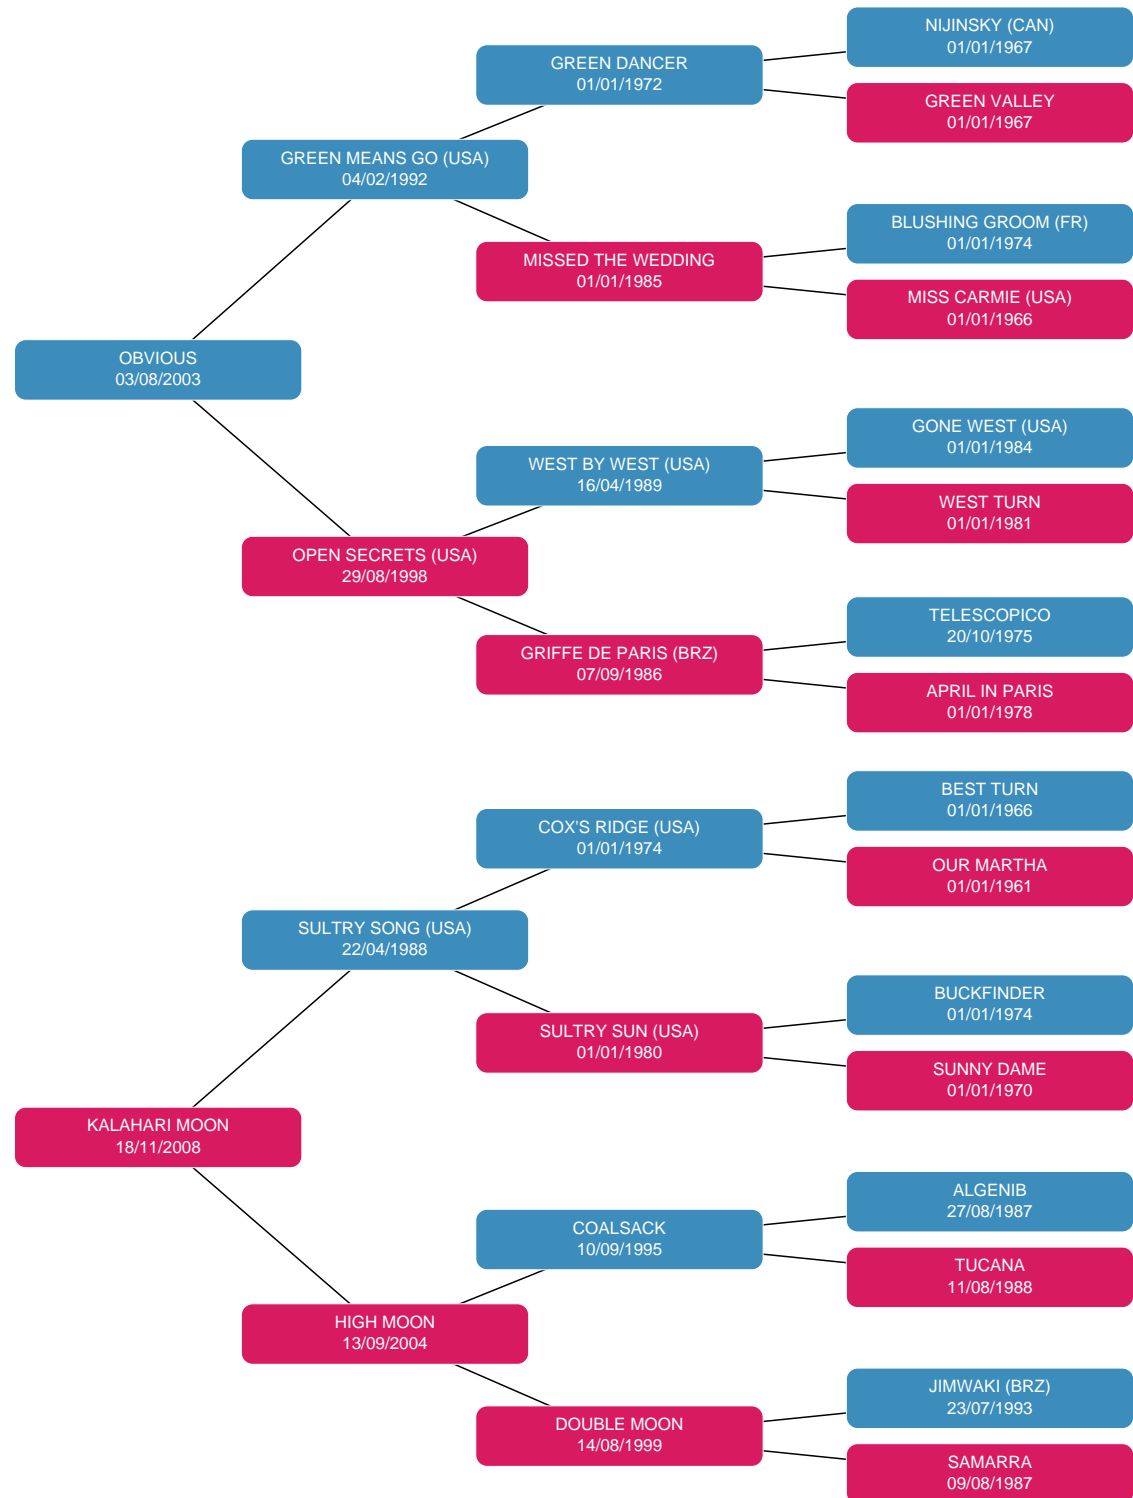 NIJINSKY (CAN)
01/01/1967
GREEN DANCER
01/01/1972
GREEN VALLEY
01/01/1967
GREEN MEANS GO (USA)
04/02/1992
BLUSHING GROOM (FR)
01/01/1974
MISSED THE WEDDING
01/01/1985
MISS CARMIE (USA)
01/01/1966
OBVIOUS
03/08/2003
GONE WEST (USA)
01/01/1984
WEST BY WEST (USA)
16/04/1989
WEST TURN
01/01/1981
OPEN SECRETS (USA)
29/08/1998
TELESCOPICO
20/10/1975
GRIFFE DE PARIS (BRZ)
07/09/1986
APRIL IN PARIS
01/01/1978
BEST TURN
01/01/1966
COX'S RIDGE (USA)
01/01/1974
OUR MARTHA
01/01/1961
SULTRY SONG (USA)
22/04/1988
BUCKFINDER
01/01/1974
SULTRY SUN (USA)
01/01/1980
SUNNY DAME
01/01/1970
KALAHARI MOON
18/11/2008
ALGENIB
27/08/1987
COALSACK
10/09/1995
TUCANA
11/08/1988
HIGH MOON
13/09/2004
JIMWAKI (BRZ)
23/07/1993
DOUBLE MOON
14/08/1999
SAMARRA
09/08/1987